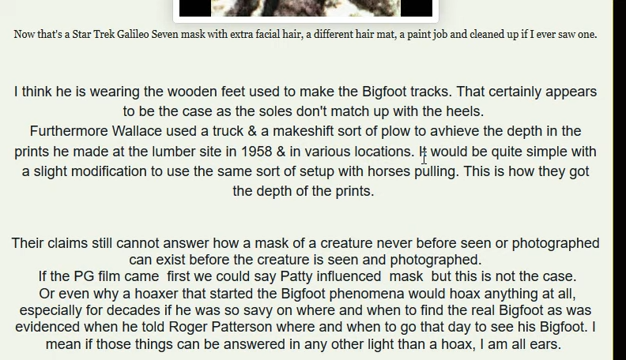 Now that's a Star Trek Galileo Seven mask with extra facial hair, a different hair mat, a paint job and cleaned up if I ever saw one.
I think he is wearing the wooden feet used to make the Bigfoot tracks. That certainly appears
to be the case as the soles don't match up with the heels.
Furthermore Wallace used a truck & a makeshift sort of plow to avhieve the depth in the
prints he made at the lumber site in 1958 & in various locations. It would be quite simple with
a slight modification to use the same sort of setup with horses pulling. This is how they got
the depth of the prints.
Their claims still cannot answer how a mask of a creature never before seen or photographed
can exist before the creature is seen and photographed.
If the PG film came  first we could say Patty influenced  mask  but this is not the case.
Or even why a hoaxer that started the Bigfoot phenomena would hoax anything at all,
especially for decades if he was so savy on where and when to find the real Bigfoot as was
evidenced when he told Roger Patterson where and when to go that day to see his Bigfoot. I
mean if those things can be answered in any other light than a hoax, I am all ears.